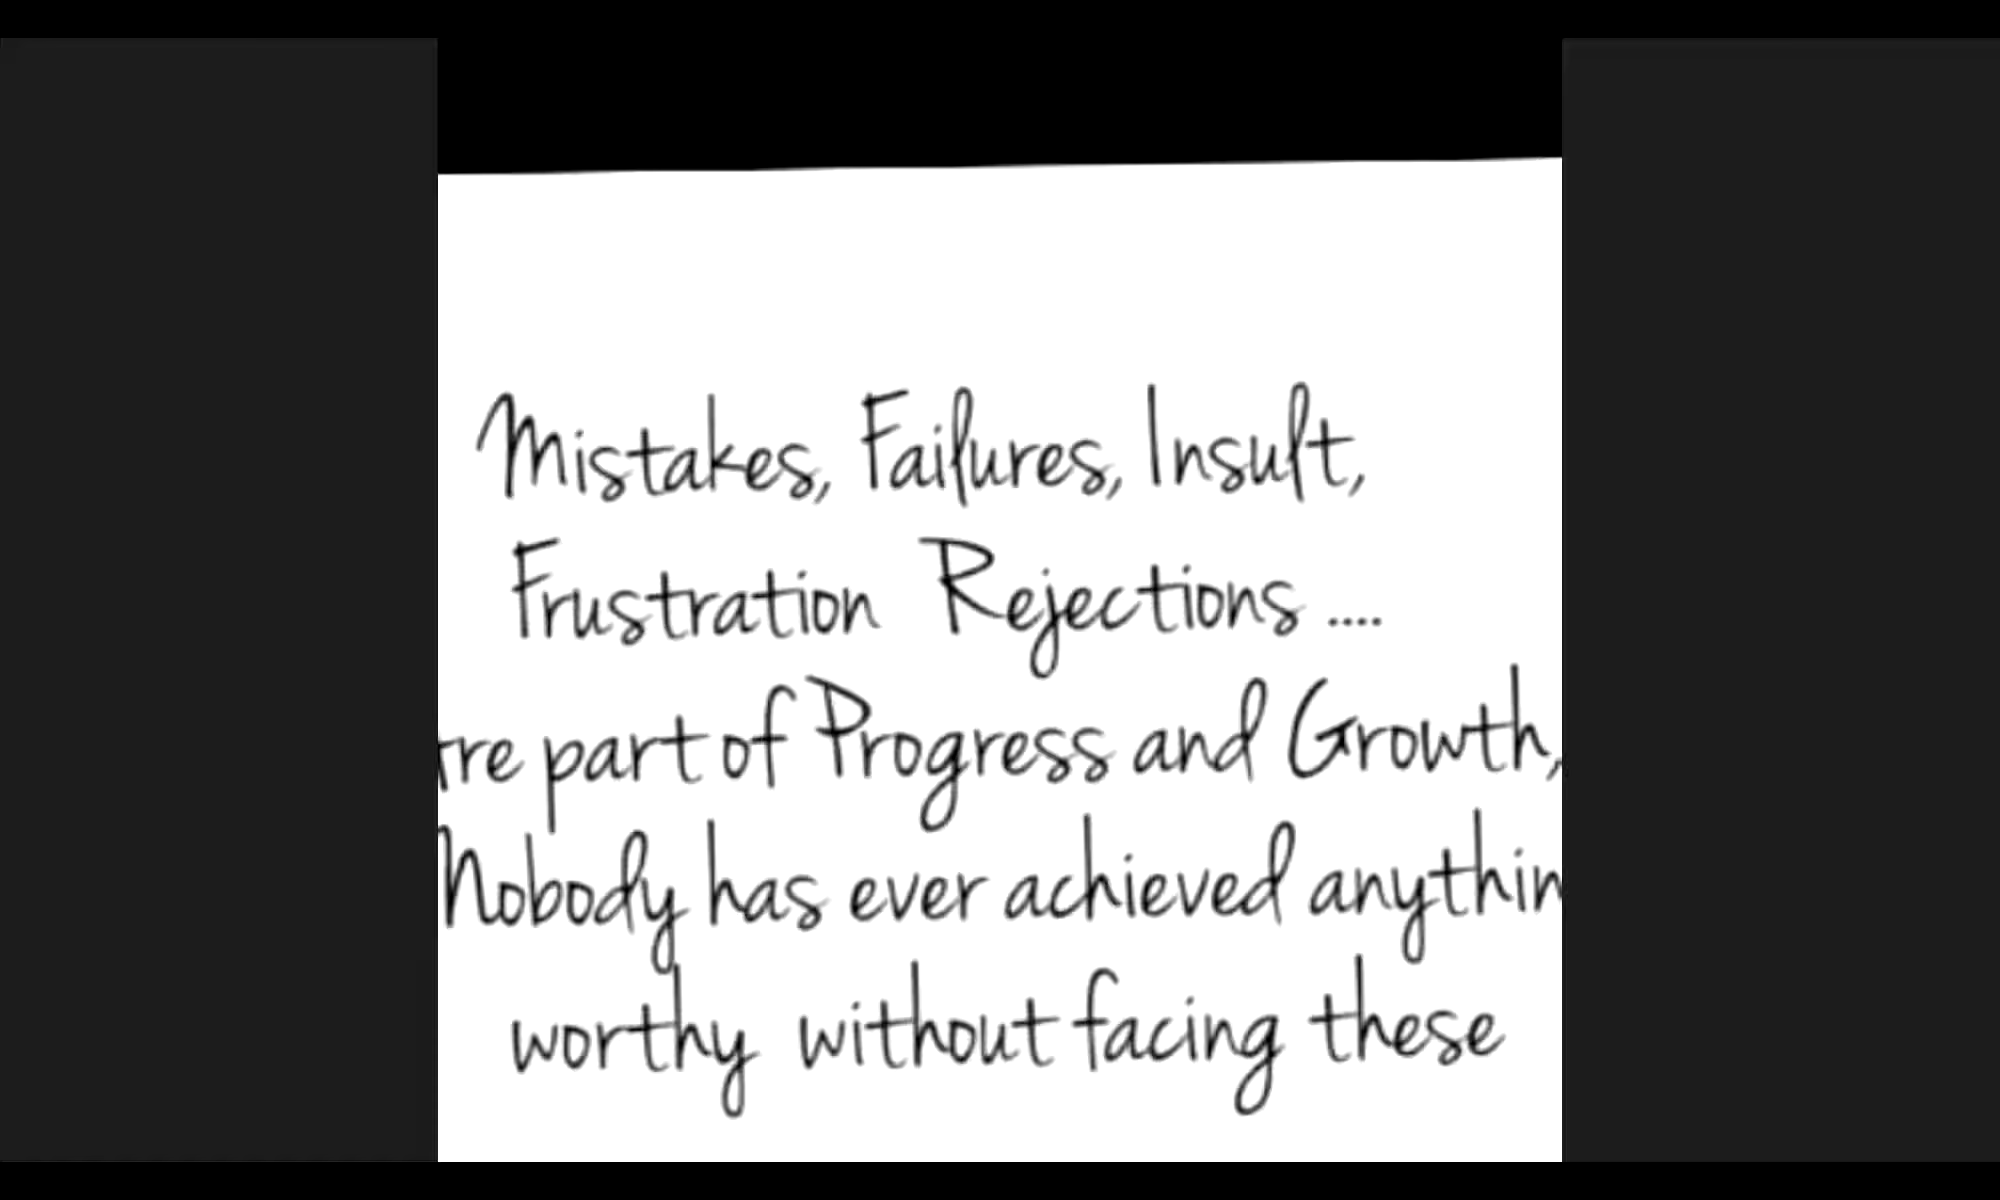 Mistakes, Failures, Insult,
Frustration Rejections ....
re part of Progress and Growth,
Nobody has ever achieved anythin
worthy without facing these